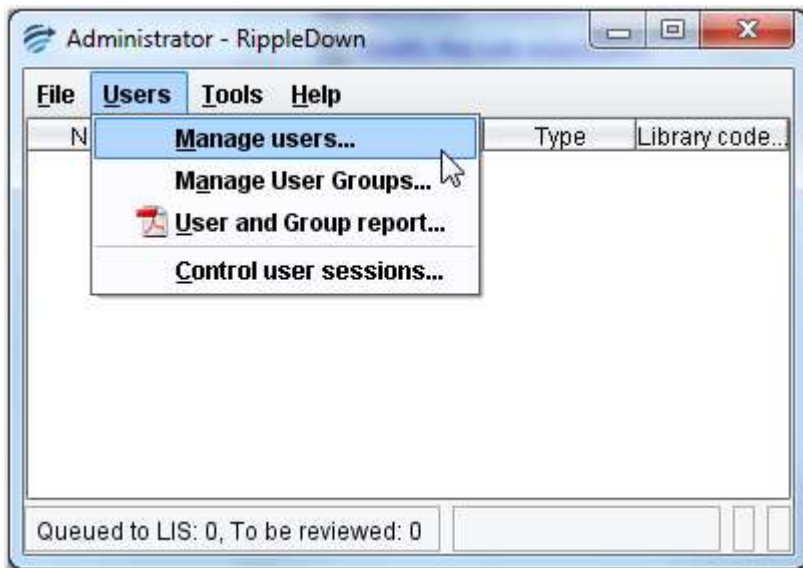 Administrator - RippleDown
File Users Tools Help
N Type Library code...
Manage users...
Manage User Groups...
User and Group report...
Control user sessions...
Queued to LIS: 0, To be reviewed: 0